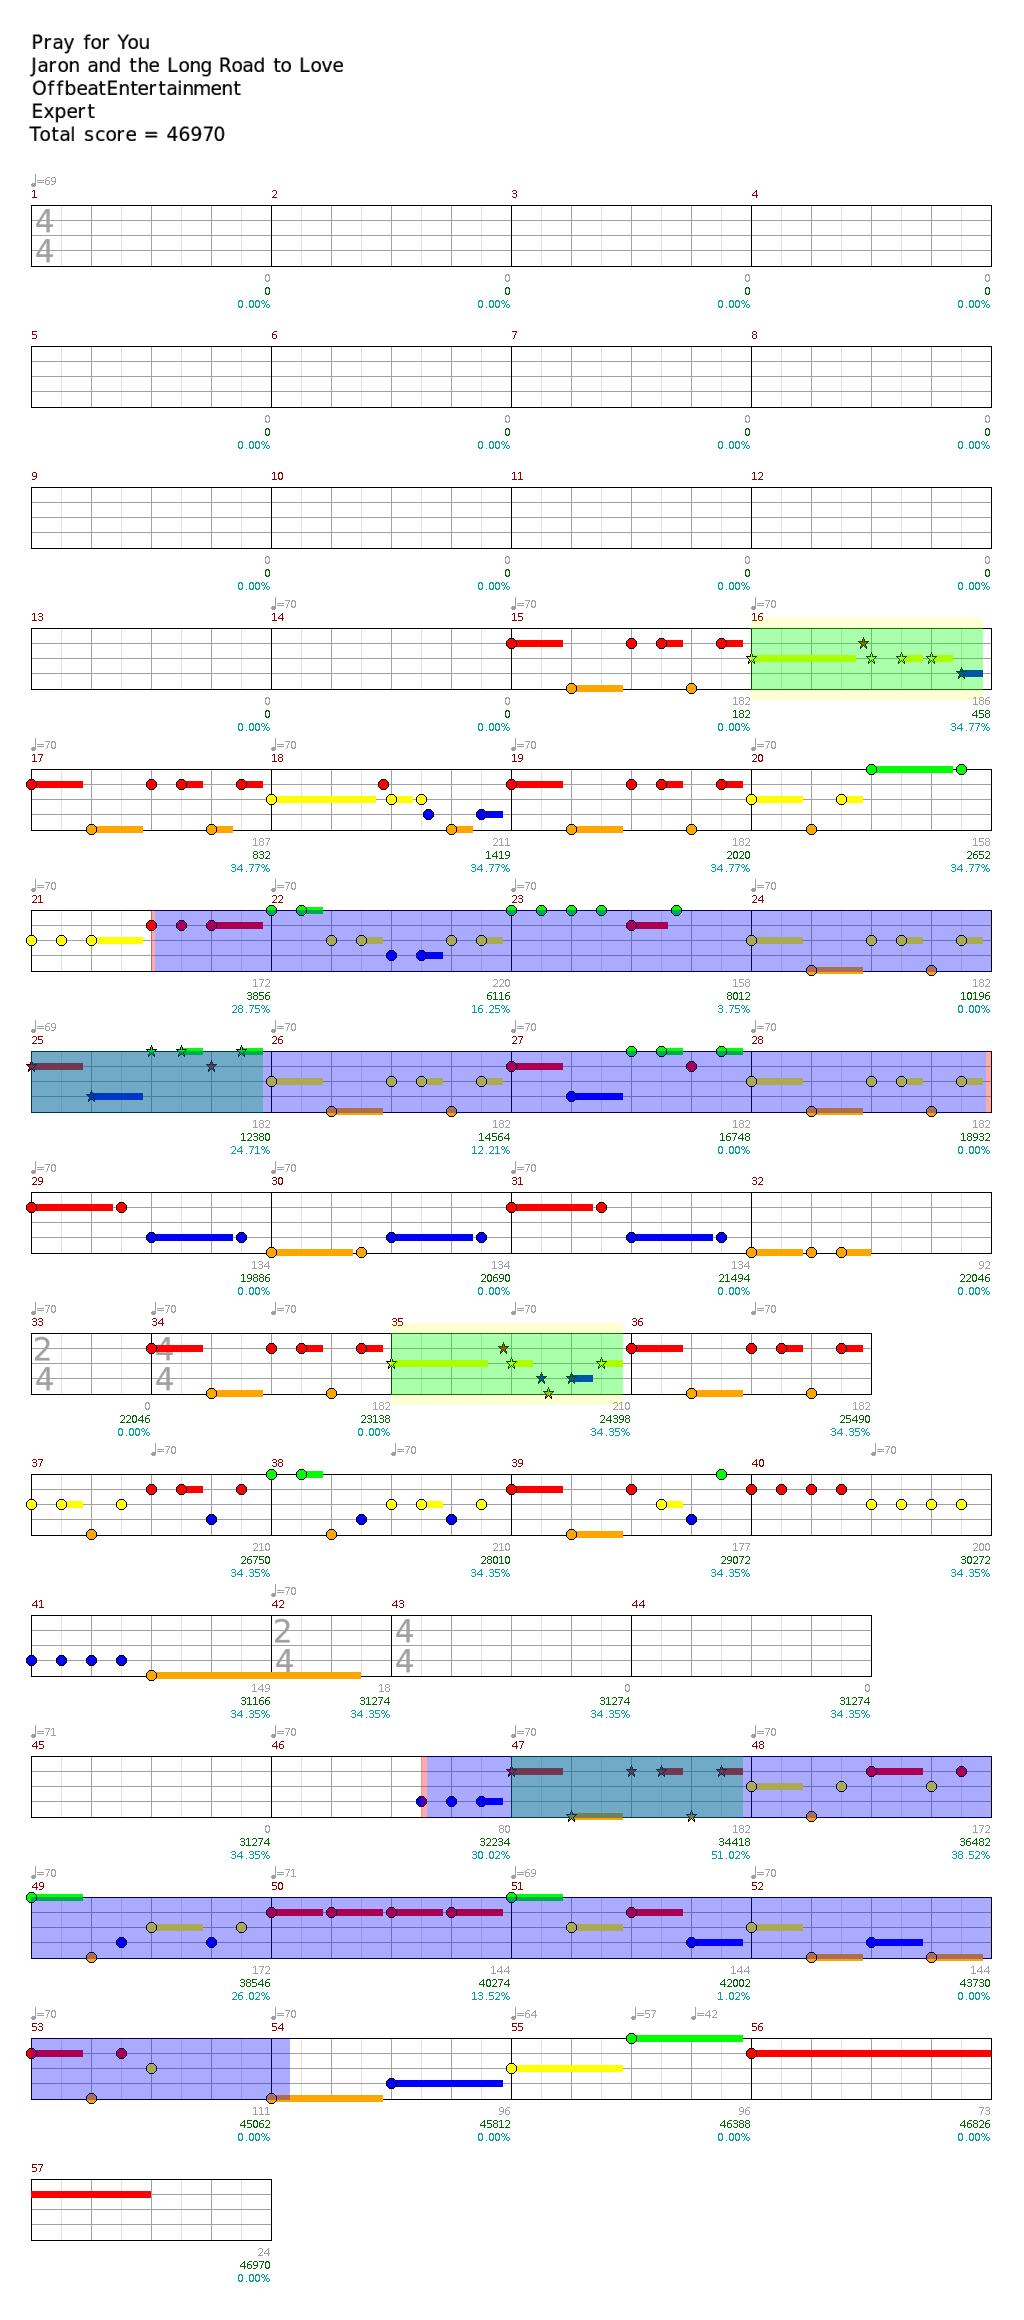 Pray for You
Jaron and the Long Road to Love
OffbeatEntertainment
Expert
Total score = 46970
♩=69
1 2 3 4
4
4
0 0 0 0
0 0 0 0
0.00% 0.00% 0.00% 0.00%
5 6 7 8
0 0 0 0
0 0 0 0
0.00% 0.00% 0.00% 0.00%
9 10 11 12
0 0 0 0
0 0 0 0
0.00% 0.00% 0.00% 0.00%
♩=70 ♩=70 ♩=70
13 14 15 16
0 0 182 186
0 0 182 458
0.00% 0.00% 0.00% 34.77%
♩=70 ♩=70 ♩=70 ♩=70
17 18 19 20
187 211 182 158
832 1419 2020 2652
34.77% 34.77% 34.77% 34.77%
♩=70 ♩=70 ♩=70 ♩=70
21 22 23 24
172 220 158 182
3856 6116 8012 10196
28.75% 16.25% 3.75% 0.00%
♩=69 ♩=70 ♩=70 ♩=70
25 26 27 28
182 182 182 182
12380 14564 16748 18932
24.71% 12.21% 0.00% 0.00%
♩=70 ♩=70 ♩=70
29 30 31 32
134 134 134 92
19886 20690 21494 22046
0.00% 0.00% 0.00% 0.00%
♩=70 ♩=70 ♩=70 ♩=70 ♩=70
33 34 35 36
2 4
4 4
0 182 210 182
22046 23138 24398 25490
0.00% 0.00% 34.35% 34.35%
♩=70 ♩=70 ♩=70
37 38 39 40
210 210 177 200
26750 28010 29072 30272
34.35% 34.35% 34.35% 34.35%
♩=70
41 42 43 44
2 4
4 4
149 18 0 0
31166 31274 31274 31274
34.35% 34.35% 34.35% 34.35%
♩=71 ♩=70 ♩=70 ♩=70
45 46 47 48
0 80 182 172
31274 32234 34418 36482
34.35% 30.02% 51.02% 38.52%
♩=70 ♩=71 ♩=69 ♩=70
49 50 51 52
172 144 144 144
38546 40274 42002 43730
26.02% 13.52% 1.02% 0.00%
♩=70 ♩=70 ♩=64 ♩=57 ♩=42
53 54 55 56
111 96 96 73
45062 45812 46388 46826
0.00% 0.00% 0.00% 0.00%
57
24
46970
0.00%